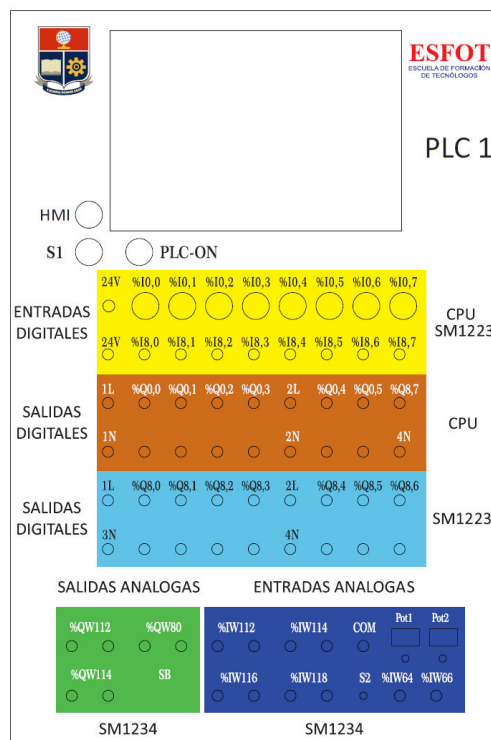 ESFOT
ESCUELA DE FORMACIÓN
DE TECNÓLOGOS
PLC 1
HMI
S1 PLC-ON
ENTRADAS
DIGITALES
24V %I0,0 %I0,1 %I0,2 %I0,3 %I0,4 %I0,5 %I0,6 %I0,7
24V %I8,0 %I8,1 %I8,2 %I8,3 %I8,4 %I8,5 %I8,6 %I8,7
CPU
SM1223
SALIDAS
DIGITALES
1L %Q0,0 %Q0,1 %Q0,2 %Q0,3 2L %Q0,4 %Q0,5 %Q8,7
1N 2N 4N
CPU
SALIDAS
DIGITALES
1L %Q8,0 %Q8,1 %Q8,2 %Q8,3 2L %Q8,4 %Q8,5 %Q8,6
3N 4N
SM1223
SALIDAS ANALOGAS ENTRADAS ANALOGAS
%QW112 %QW80 %IW112 %IW114 COM Pot1 Pot2
%QW114 SB %IW116 %IW118 S2 %IW64 %IW66
SM1234 SM1234